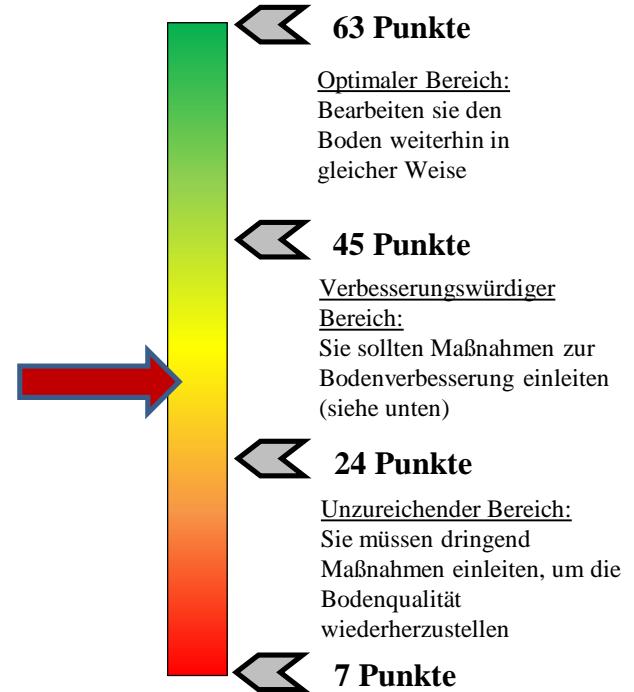 63 Punkte
Optimaler Bereich:
Bearbeiten sie den
Boden weiterhin in
gleicher Weise
45 Punkte
Verbesserungswürdiger
Bereich:
Sie sollten Maßnahmen zur
Bodenverbesserung einleiten
(siehe unten)
24 Punkte
Unzureichender Bereich:
Sie müssen dringend
Maßnahmen einleiten, um die
Bodenqualität
wiederherzustellen
7 Punkte